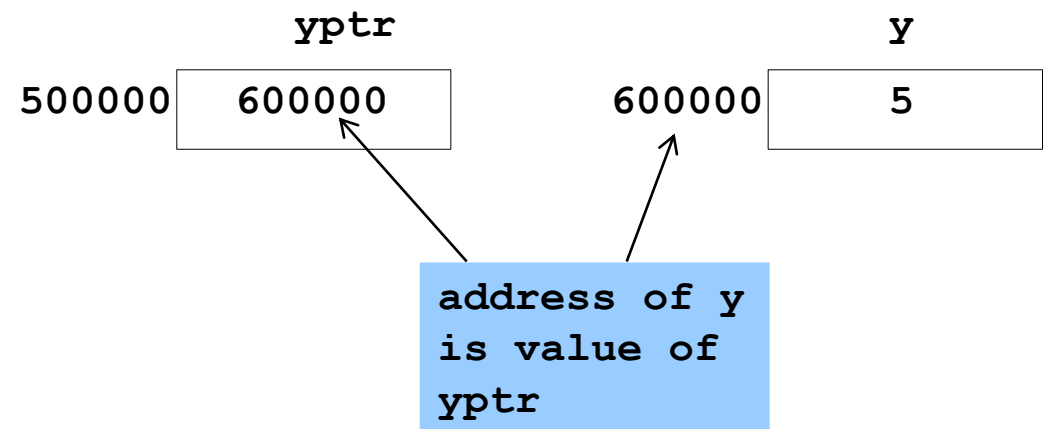 yptr y
500000 600000 600000 5
address of y
is value of
yptr